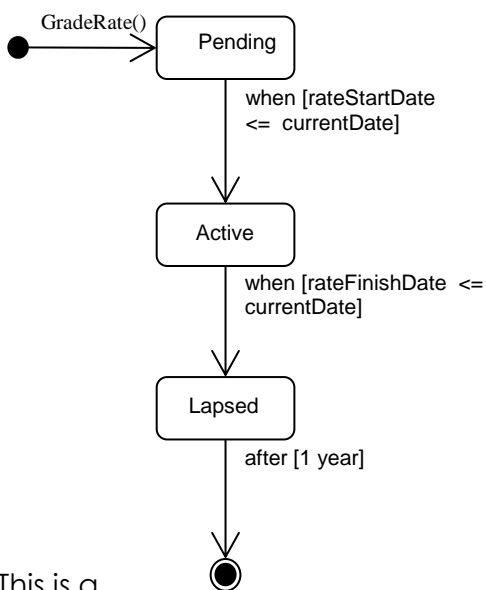 GradeRate()
Pending
when [rateStartDate
<= currentDate]
Active
when [rateFinishDate <=
currentDate]
Lapsed
after [1 year]
This is a